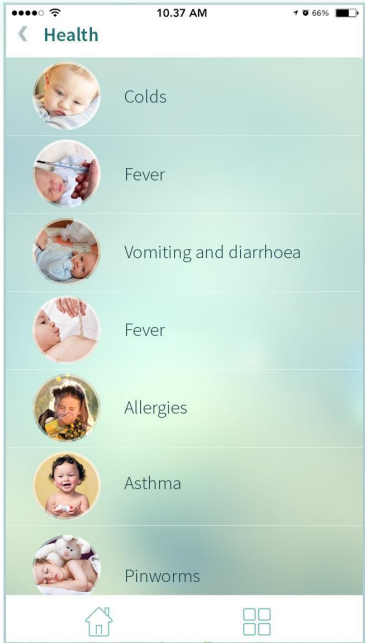 10.37 AM
66%
Health
Colds
Fever
Vomiting and diarrhoea
Fever
Allergies
Asthma
Pinworms